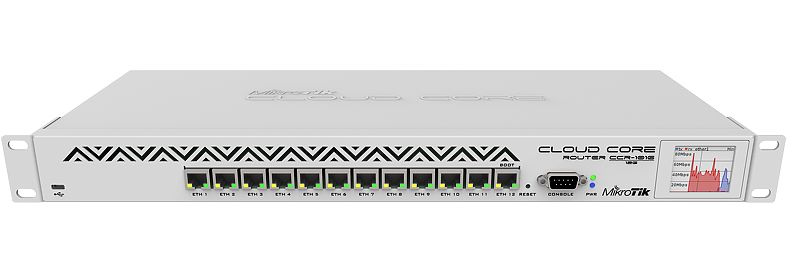 MikroTik
CLOUD CORE
CLOUD CORE
ROUTER CCR-1016
12G
BOOT
ETH 1 ETH 2 ETH 3 ETH 4 ETH 5 ETH 6 ETH 7 ETH 8 ETH 9 ETH 10 ETH 11 ETH 12 RESET
CONSOLE
PWR
MikroTik
ether1
80Mbps
60Mbps
40Mbps
20Mbps